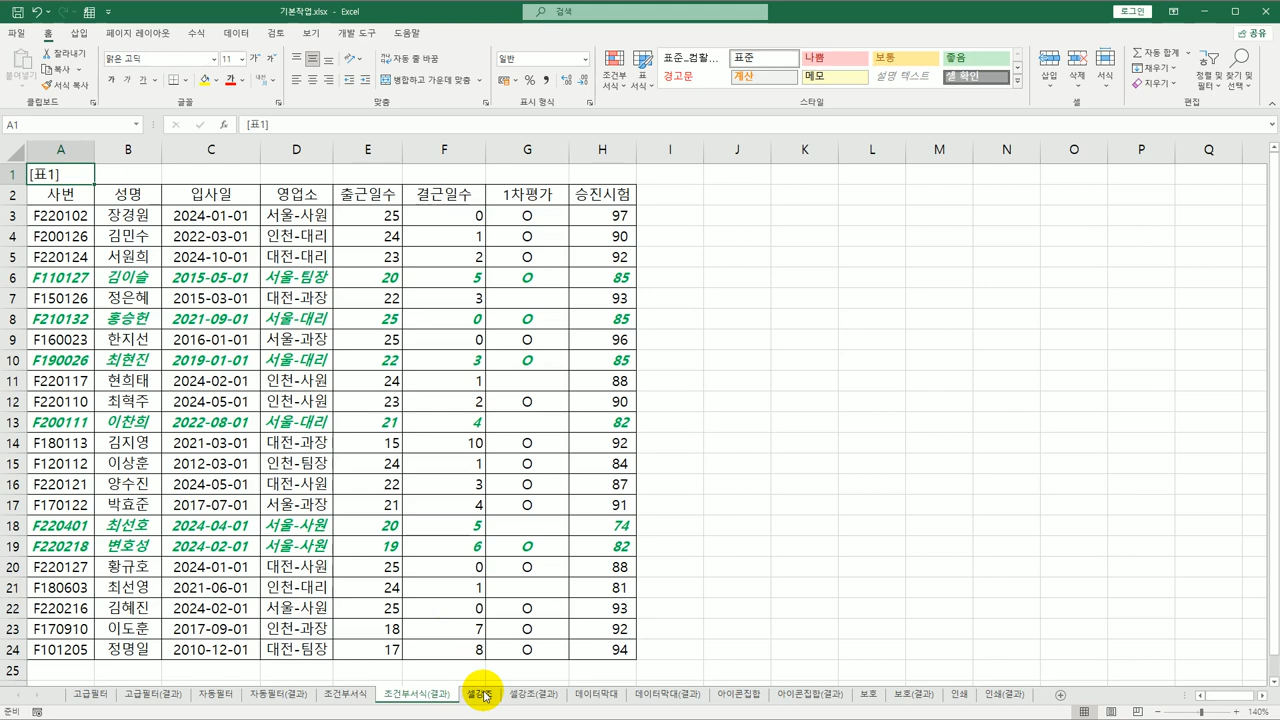 기본작업.xlsx - Excel
검색
로그인
파일 홈 삽입 페이지 레이아웃 수식 데이터 검토 보기 개발 도구 도움말
공유
붙여넣기
잘라내기
복사
서식 복사
클립보드
맑은 고딕 11
가 가 가
글꼴
자동 줄 바꿈
병합하고 가운데 맞춤
맞춤
일반
표시 형식
조건부 서식
표 서식
표준_컴활... 표준 나쁨 보통 좋음
경고문 계산 메모 설명 텍스트 셀 확인
스타일
삽입 삭제 서식
셀
자동 합계
채우기
지우기
정렬 및 필터
찾기 및 선택
편집
A1 fx [표1]
A B C D E F G H I J K L M N O P Q
1 [표1]
2 사번 성명 입사일 영업소 출근일수 결근일수 1차평가 승진시험
3 F220102 장경원 2024-01-01 서울-사원 25 0 O 97
4 F200126 김민수 2022-03-01 인천-대리 24 1 O 90
5 F220124 서원희 2024-10-01 대전-대리 23 2 O 92
6 F110127 김이슬 2015-05-01 서울-팀장 20 5 O 85
7 F150126 정은혜 2015-03-01 대전-과장 22 3 93
8 F210132 홍승헌 2021-09-01 서울-대리 25 0 O 85
9 F160023 한지선 2016-01-01 서울-과장 25 0 O 96
10 F190026 최현진 2019-01-01 서울-대리 22 3 O 85
11 F220117 현희태 2024-02-01 인천-사원 24 1 88
12 F220110 최혁주 2024-05-01 인천-사원 23 2 O 90
13 F200111 이찬희 2022-08-01 서울-대리 21 4 82
14 F180113 김지영 2021-03-01 대전-과장 15 10 O 92
15 F120112 이상훈 2012-03-01 인천-팀장 24 1 O 84
16 F220121 양수진 2024-05-01 대전-사원 22 3 O 87
17 F170122 박효준 2017-07-01 서울-과장 21 4 O 91
18 F220401 최선호 2024-04-01 서울-사원 20 5 74
19 F220218 변호성 2024-02-01 서울-사원 19 6 O 82
20 F220127 황규호 2024-01-01 대전-사원 25 0 O 88
21 F180603 최선영 2021-06-01 인천-대리 24 1 81
22 F220216 김혜진 2024-02-01 서울-사원 25 0 O 93
23 F170910 이도훈 2017-09-01 인천-과장 18 7 O 92
24 F101205 정명일 2010-12-01 대전-팀장 17 8 O 94
25
고급필터 고급필터(결과) 자동필터 자동필터(결과) 조건부서식 조건부서식(결과) 셀강조 셀강조(결과) 데이터막대 데이터막대(결과) 아이콘집합 아이콘집합(결과) 보호 보호(결과) 인쇄 인쇄(결과)
준비 140%